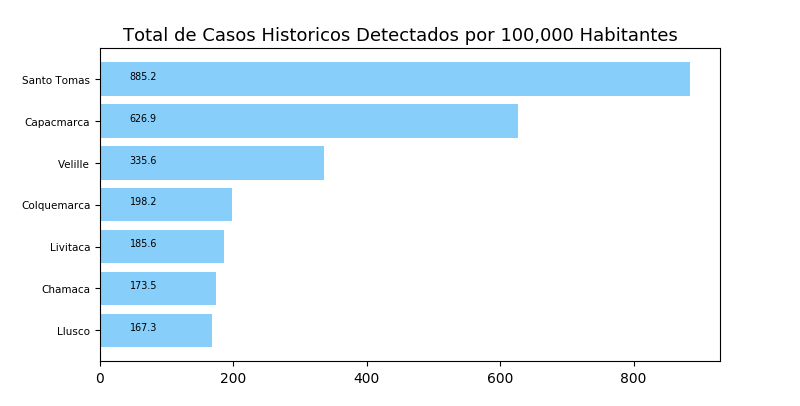 Total de Casos Historicos Detectados por 100,000 Habitantes
Santo Tomas 885.2
Capacmarca 626.9
Velille 335.6
Colquemarca 198.2
Livitaca 185.6
Chamaca 173.5
Llusco 167.3
0 200 400 600 800